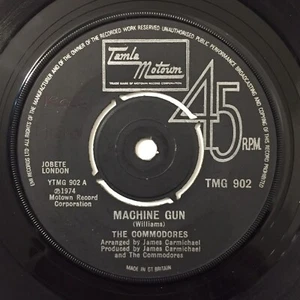 Tamla
Motown
TRADE MARK OF MOTOWN RECORD CORPORATION
45
R.P.M.
JOBETE
LONDON
YTMG 902 A
℗1974
Motown Record
Corporation
TMG 902
MACHINE GUN
(Williams)
THE COMMODORES
Arranged by James Carmichael
Produced by James Carmichael
and The Commodores
MADE IN GT BRITAIN